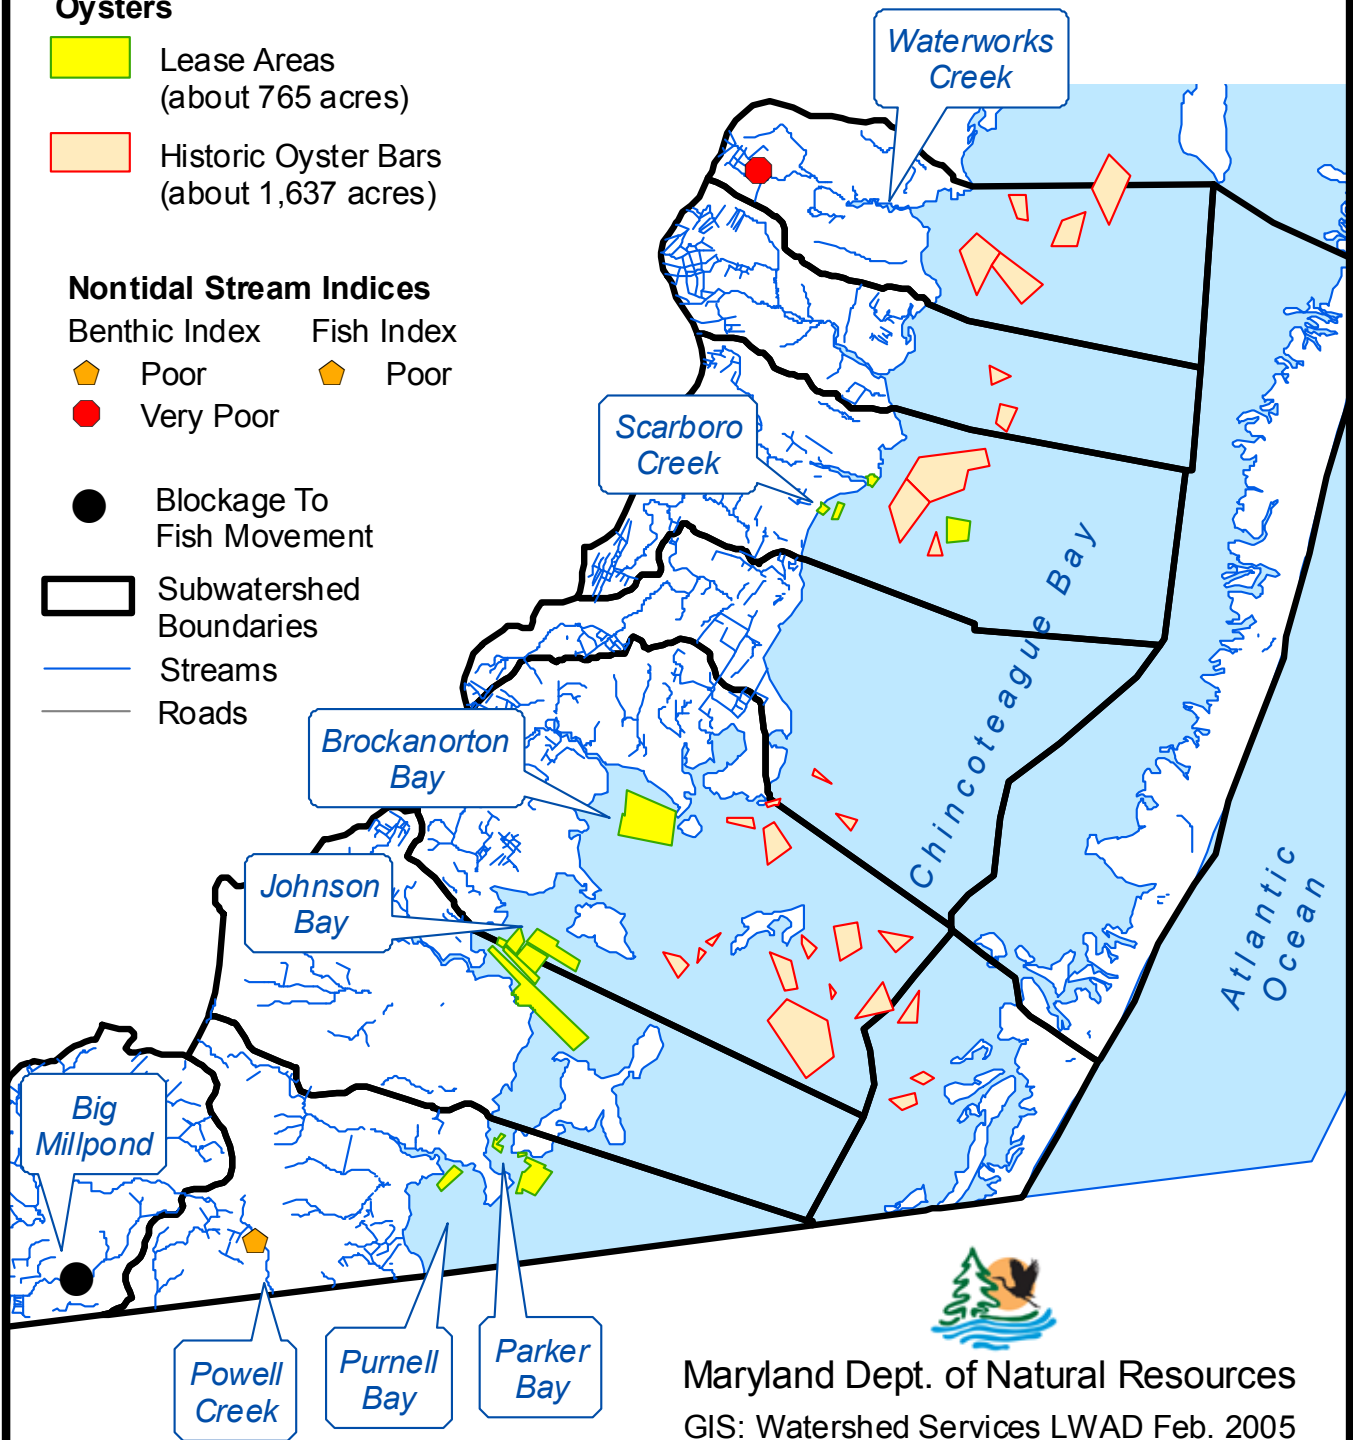 Oysters
Lease Areas
(about 765 acres)
Historic Oyster Bars
(about 1,637 acres)
Nontidal Stream Indices
Benthic Index Fish Index
Poor Poor
Very Poor
Blockage To
Fish Movement
Subwatershed
Boundaries
Streams
Roads
Waterworks
Creek
Scarboro
Creek
Brockanorton
Bay
Johnson
Bay
Big
Millpond
Powell
Creek
Purnell
Bay
Parker
Bay
Chincoteague Bay
Atlantic
Ocean
Maryland Dept. of Natural Resources
GIS: Watershed Services LWAD Feb. 2005